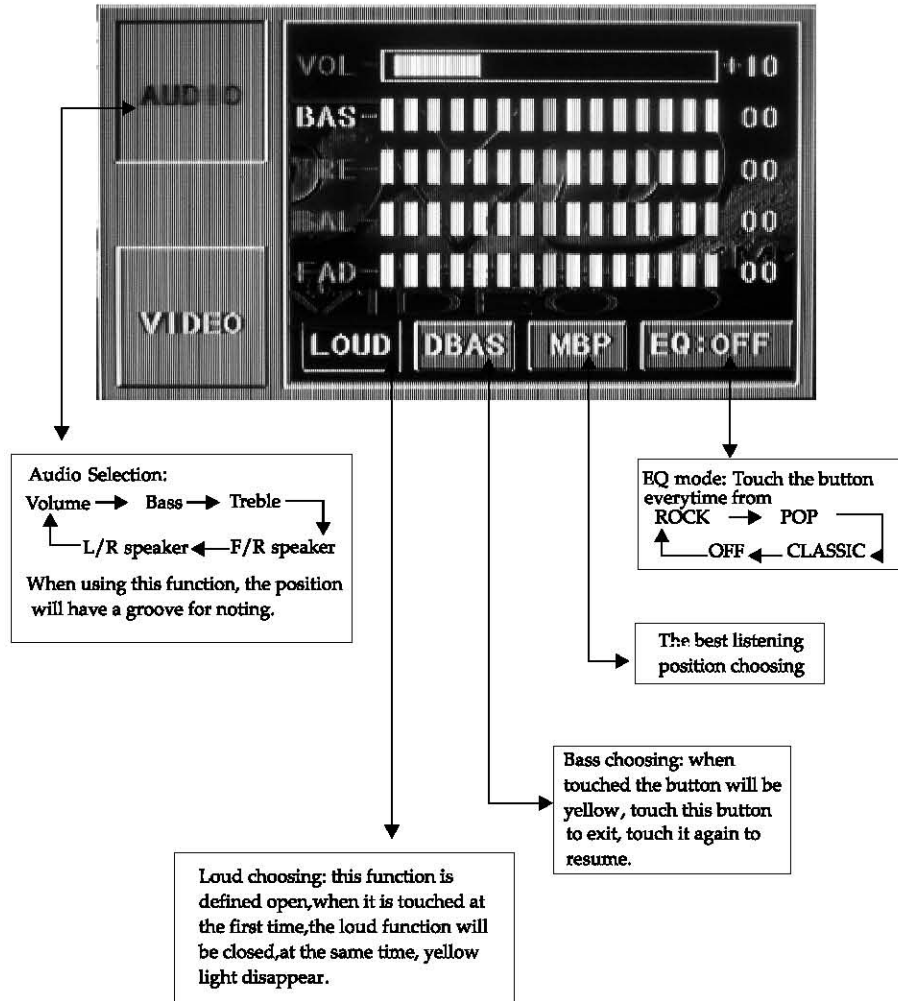 AUDIO
VOL +10
BAS 00
TRE 00
BAL 00
FAD 00
VIDEO
LOUD DBAS MBP EQ:OFF
Audio Selection:
Volume Bass Treble
L/R speaker F/R speaker
When using this function, the position
will have a groove for noting.
EQ mode: Touch the button
everytime from
ROCK POP
OFF CLASSIC
The best listening
position choosing
Bass choosing: when
touched the button will be
yellow, touch this button
to exit, touch it again to
resume.
Loud choosing: this function is
defined open,when it is touched at
the first time,the loud function will
be closed,at the same time, yellow
light disappear.